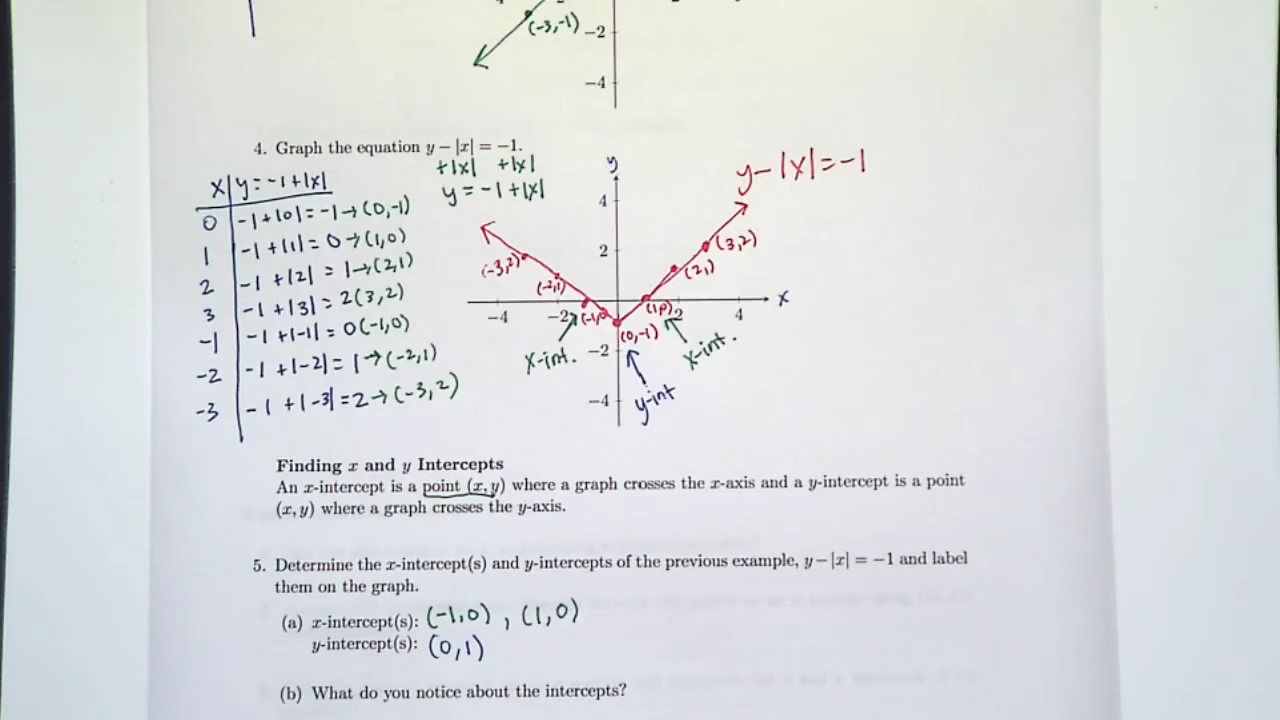 (-3,-1)
−2
−4
4. Graph the equation y − |x| = −1.
+|x| +|x|
y = -1 + |x|
x | y = -1 + |x|
0 -1 + |0| = -1 → (0,-1)
1 -1 + |1| = 0 → (1,0)
2 -1 + |2| = 1 → (2,1)
3 -1 + |3| = 2 (3,2)
-1 -1 + |-1| = 0 (-1,0)
-2 -1 + |-2| = 1 → (-2,1)
-3 -1 + |-3| = 2 → (-3,2)
y
y - |x| = -1
4
2
(3,2)
(-3,2)
(2,1)
(-2,1)
−4 −2 2 4 x
(-1,0) (1,0)
(0,-1)
x-int. −2 x-int.
−4 y-int
Finding x and y Intercepts
An x-intercept is a point (x, y) where a graph crosses the x-axis and a y-intercept is a point
(x, y) where a graph crosses the y-axis.
5. Determine the x-intercept(s) and y-intercepts of the previous example, y − |x| = −1 and label
them on the graph.
(a) x-intercept(s): (-1,0) , (1,0)
y-intercept(s): (0,1)
(b) What do you notice about the intercepts?